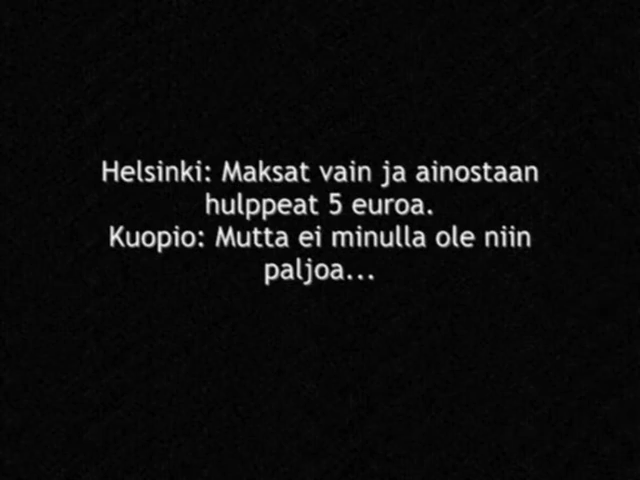 Helsinki: Maksat vain ja ainostaan
hulppeat 5 euroa.
Kuopio: Mutta ei minulla ole niin
paljoa...